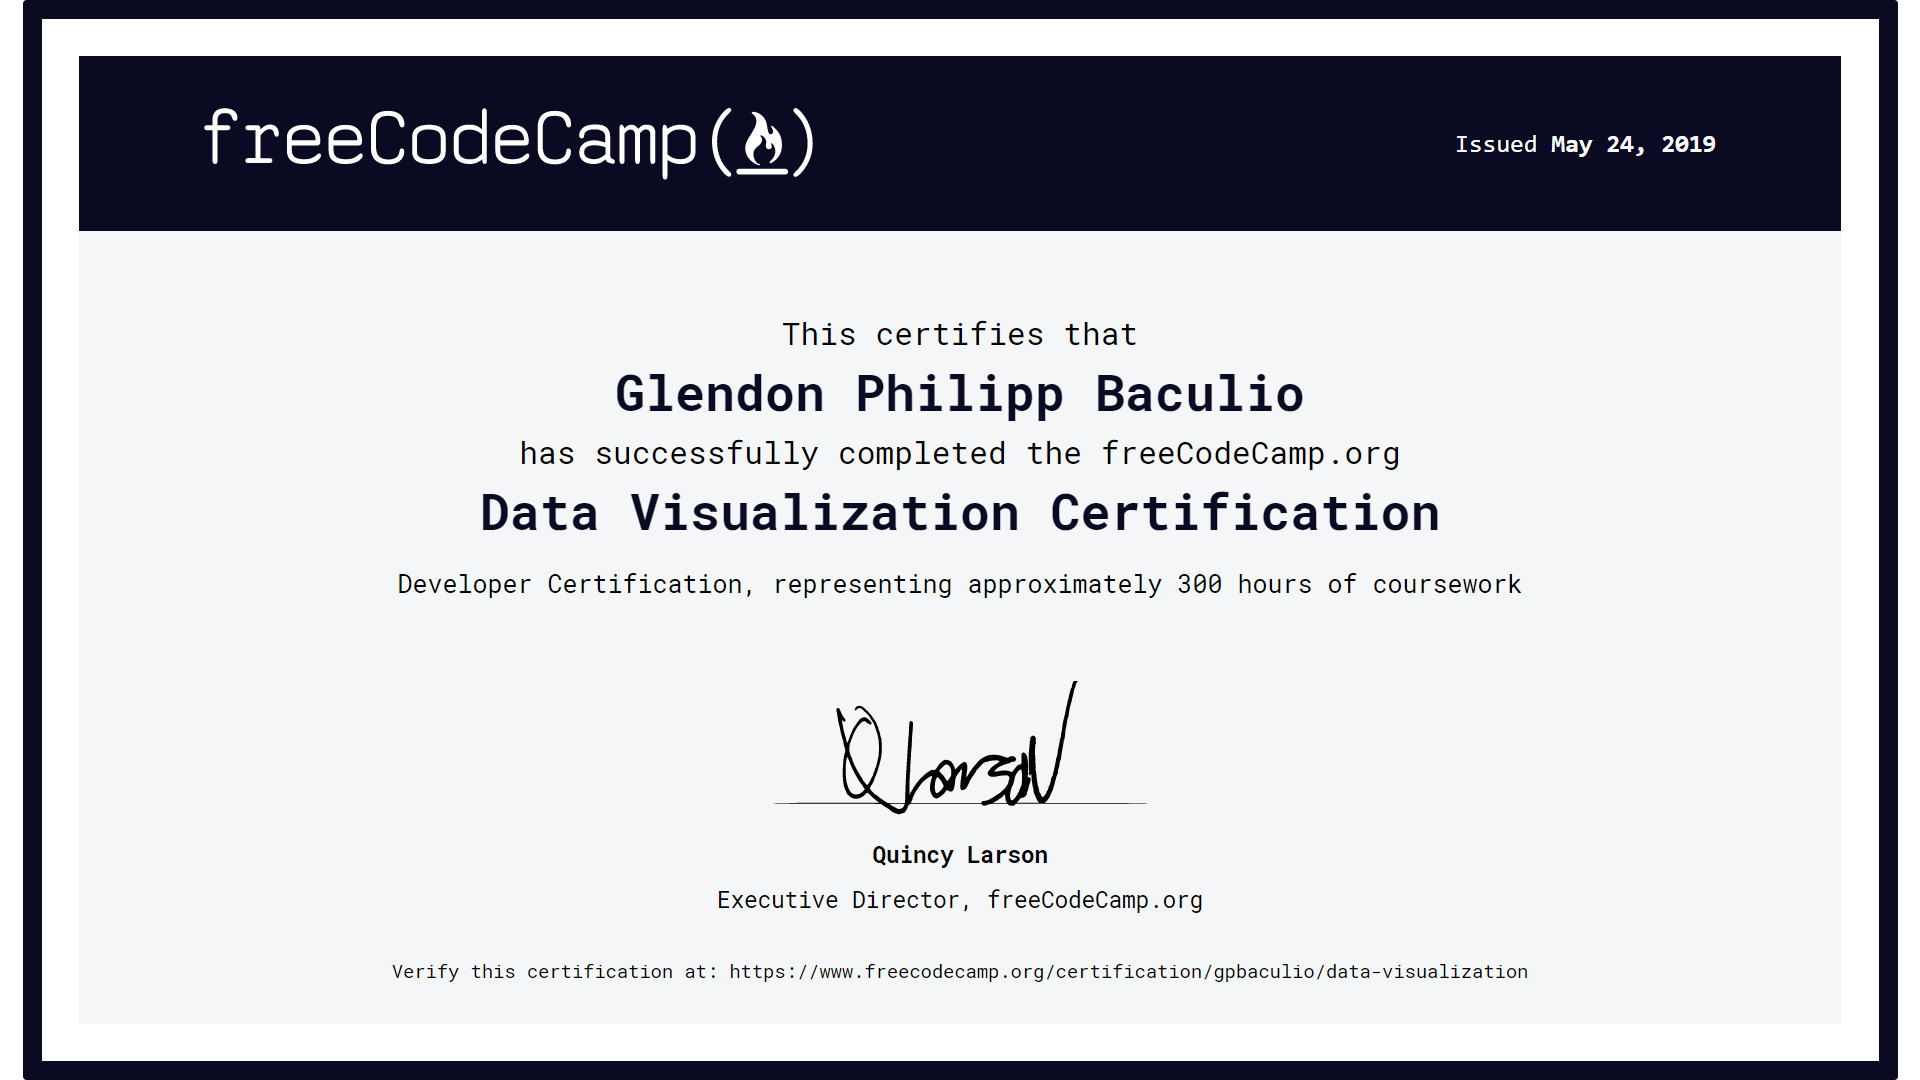 freeCodeCamp
Issued May 24, 2019
This certifies that
Glendon Philipp Baculio
has successfully completed the freeCodeCamp.org
Data Visualization Certification
Developer Certification, representing approximately 300 hours of coursework
Q Larson
Quincy Larson
Executive Director, freeCodeCamp.org
Verify this certification at: https://www.freecodecamp.org/certification/gpbaculio/data-visualization